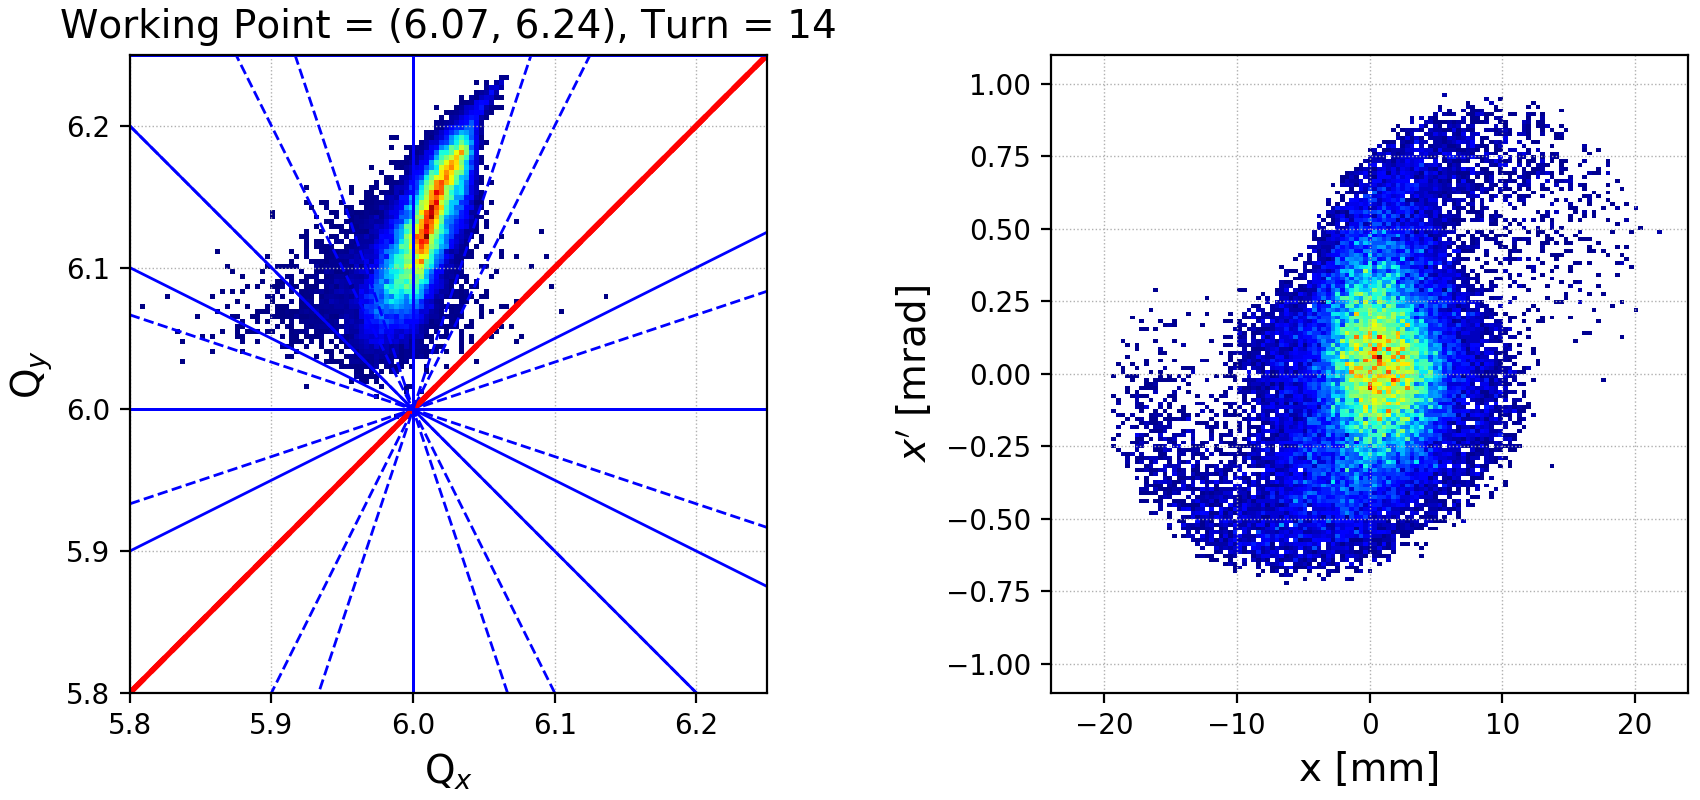 Working Point = (6.07, 6.24), Turn = 14
6.2
6.1
6.0
5.9
5.8
Q_y
5.8 5.9 6.0 6.1 6.2
Q_x
1.00
0.75
0.50
0.25
0.00
−0.25
−0.50
−0.75
−1.00
x′ [mrad]
−20 −10 0 10 20
x [mm]